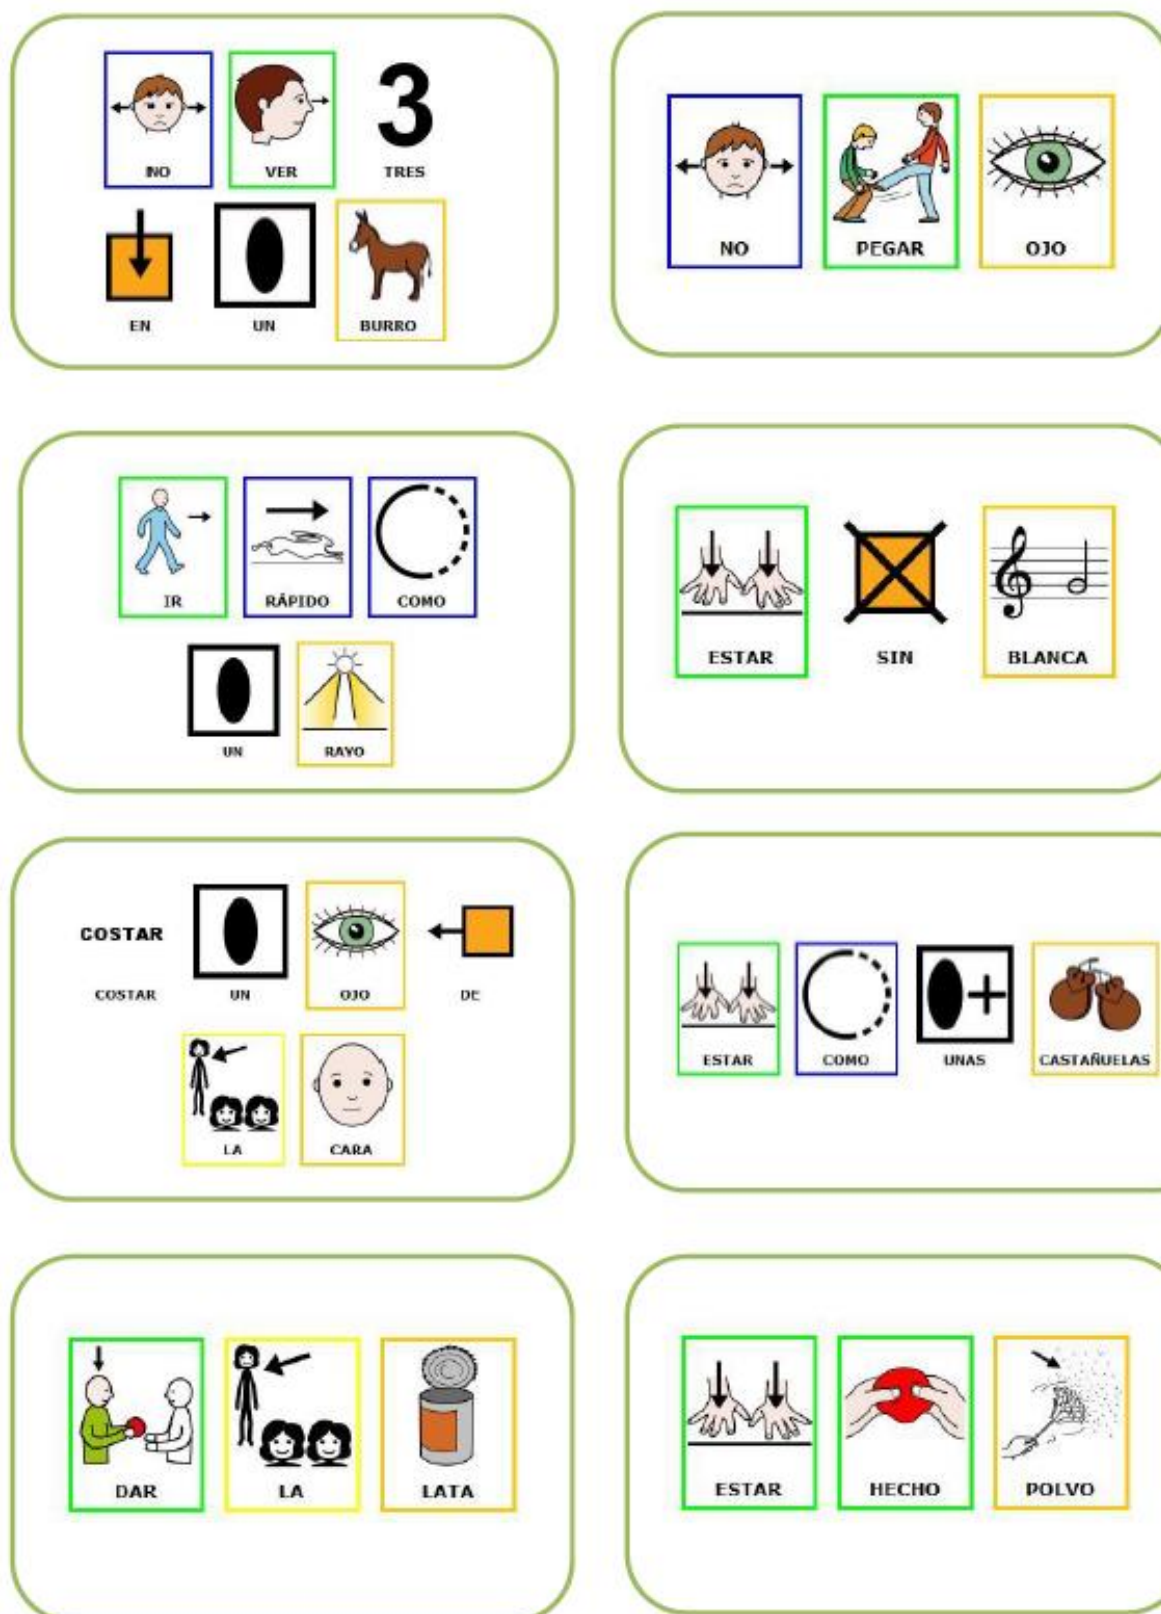 3
NO VER TRES
EN UN BURRO
NO PEGAR OJO
IR RÁPIDO COMO
UN RAYO
ESTAR SIN BLANCA
COSTAR
COSTAR UN OJO DE
LA CARA
ESTAR COMO UNAS CASTAÑUELAS
DAR LA LATA
ESTAR HECHO POLVO